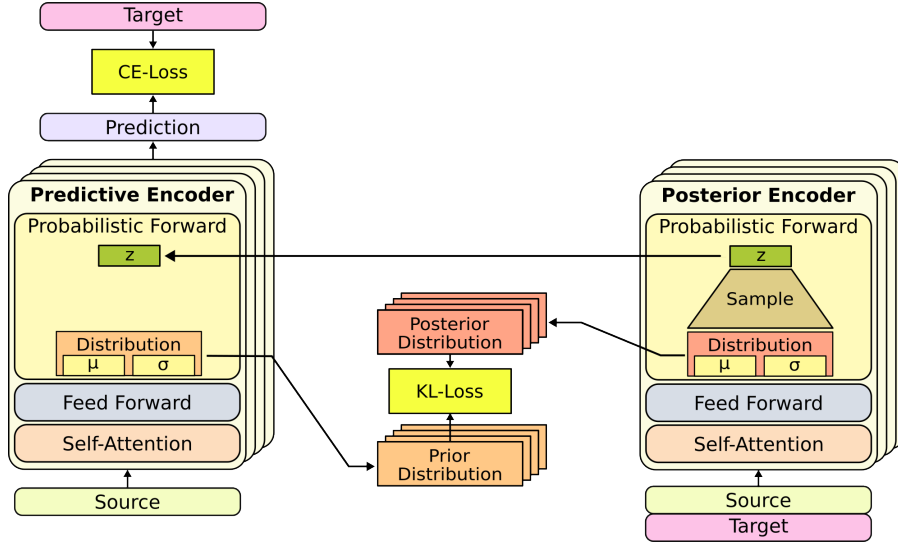 Target
CE-Loss
Prediction
Predictive Encoder
Probabilistic Forward
z
Distribution
μ
σ
Feed Forward
Self-Attention
Source
Posterior
Distribution
KL-Loss
Prior
Distribution
Posterior Encoder
Probabilistic Forward
z
Sample
Distribution
μ
σ
Feed Forward
Self-Attention
Source
Target